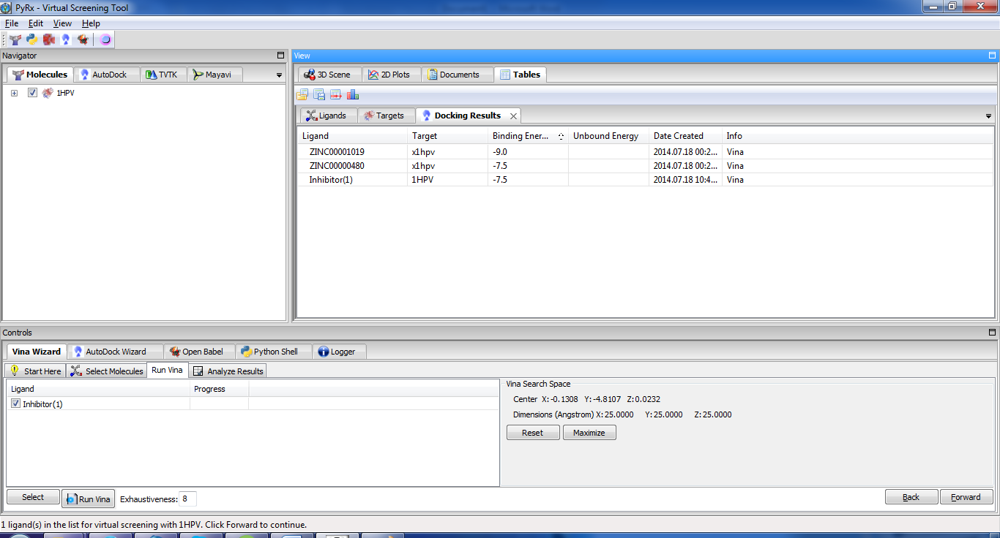 PyRx - Virtual Screening Tool
File Edit View Help
Navigator
View
Molecules AutoDock TVTK Mayavi
3D Scene 2D Plots Documents Tables
1HPV
Ligands Targets Docking Results
Ligand Target Binding Ener... Unbound Energy Date Created Info
ZINC00001019 x1hpv -9.0 2014.07.18 00:2... Vina
ZINC00000480 x1hpv -7.5 2014.07.18 00:2... Vina
Inhibitor(1) 1HPV -7.5 2014.07.18 10:4... Vina
Controls
Vina Wizard AutoDock Wizard Open Babel Python Shell Logger
Start Here Select Molecules Run Vina Analyze Results
Ligand Progress
Inhibitor(1)
Vina Search Space
Center X:-0.1308 Y:-4.8107 Z:0.0232
Dimensions (Angstrom) X:25.0000 Y:25.0000 Z:25.0000
Reset Maximize
Select Run Vina Exhaustiveness: 8 Back Forward
1 ligand(s) in the list for virtual screening with 1HPV. Click Forward to continue.